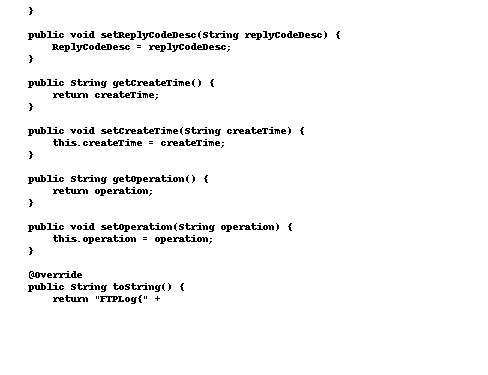 }
public void setReplyCodeDesc(String replyCodeDesc) {
ReplyCodeDesc = replyCodeDesc;
}
public String getCreateTime() {
return createTime;
}
public void setCreateTime(String createTime) {
this.createTime = createTime;
}
public String getOperation() {
return operation;
}
public void setOperation(String operation) {
this.operation = operation;
}
@Override
public String toString() {
return "FTPLog{" +